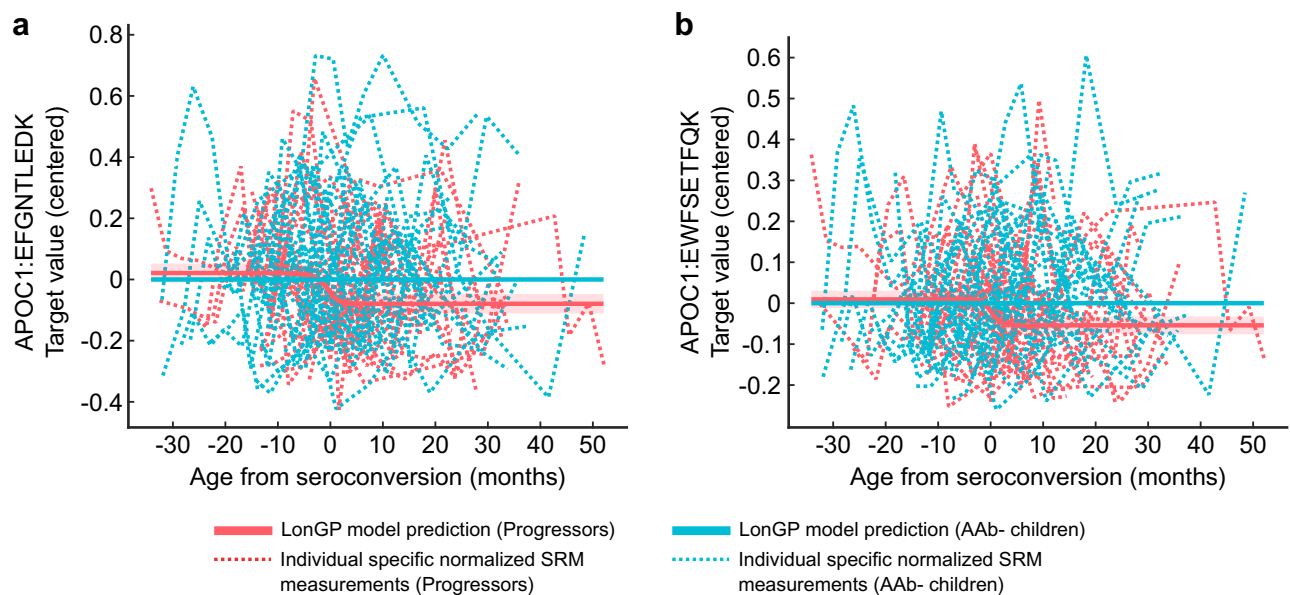 a
APOC1:EFGNTLEDK
Target value (centered)
0.8
0.6
0.4
0.2
0
-0.2
-0.4
-30 -20 -10 0 10 20 30 40 50
Age from seroconversion (months)
b
APOC1:EWFSETFQK
Target value (centered)
0.6
0.5
0.4
0.3
0.2
0.1
0
-0.1
-0.2
-30 -20 -10 0 10 20 30 40 50
Age from seroconversion (months)
LonGP model prediction (Progressors)
Individual specific normalized SRM
measurements (Progressors)
LonGP model prediction (AAb- children)
Individual specific normalized SRM
measurements (AAb- children)